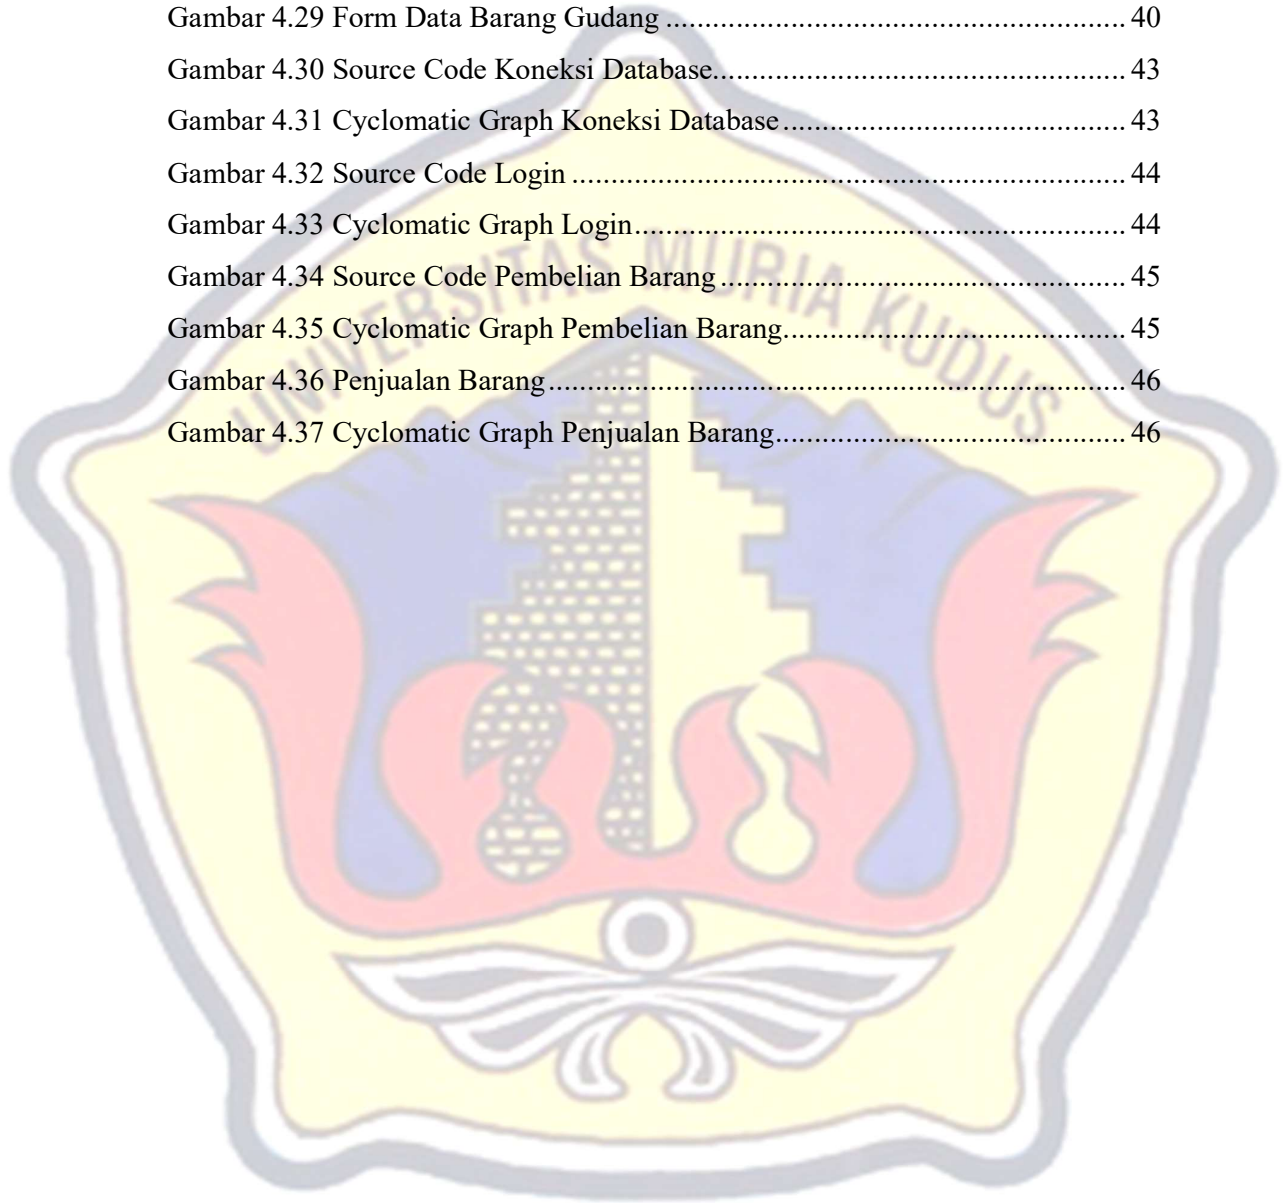 Gambar 4.29 Form Data Barang Gudang ........................................................... 40
Gambar 4.30 Source Code Koneksi Database..................................................... 43
Gambar 4.31 Cyclomatic Graph Koneksi Database............................................ 43
Gambar 4.32 Source Code Login ....................................................................... 44
Gambar 4.33 Cyclomatic Graph Login............................................................... 44
Gambar 4.34 Source Code Pembelian Barang .................................................... 45
Gambar 4.35 Cyclomatic Graph Pembelian Barang............................................ 45
Gambar 4.36 Penjualan Barang .......................................................................... 46
Gambar 4.37 Cyclomatic Graph Penjualan Barang............................................. 46
UNIVERSITAS MURIA KUDUS